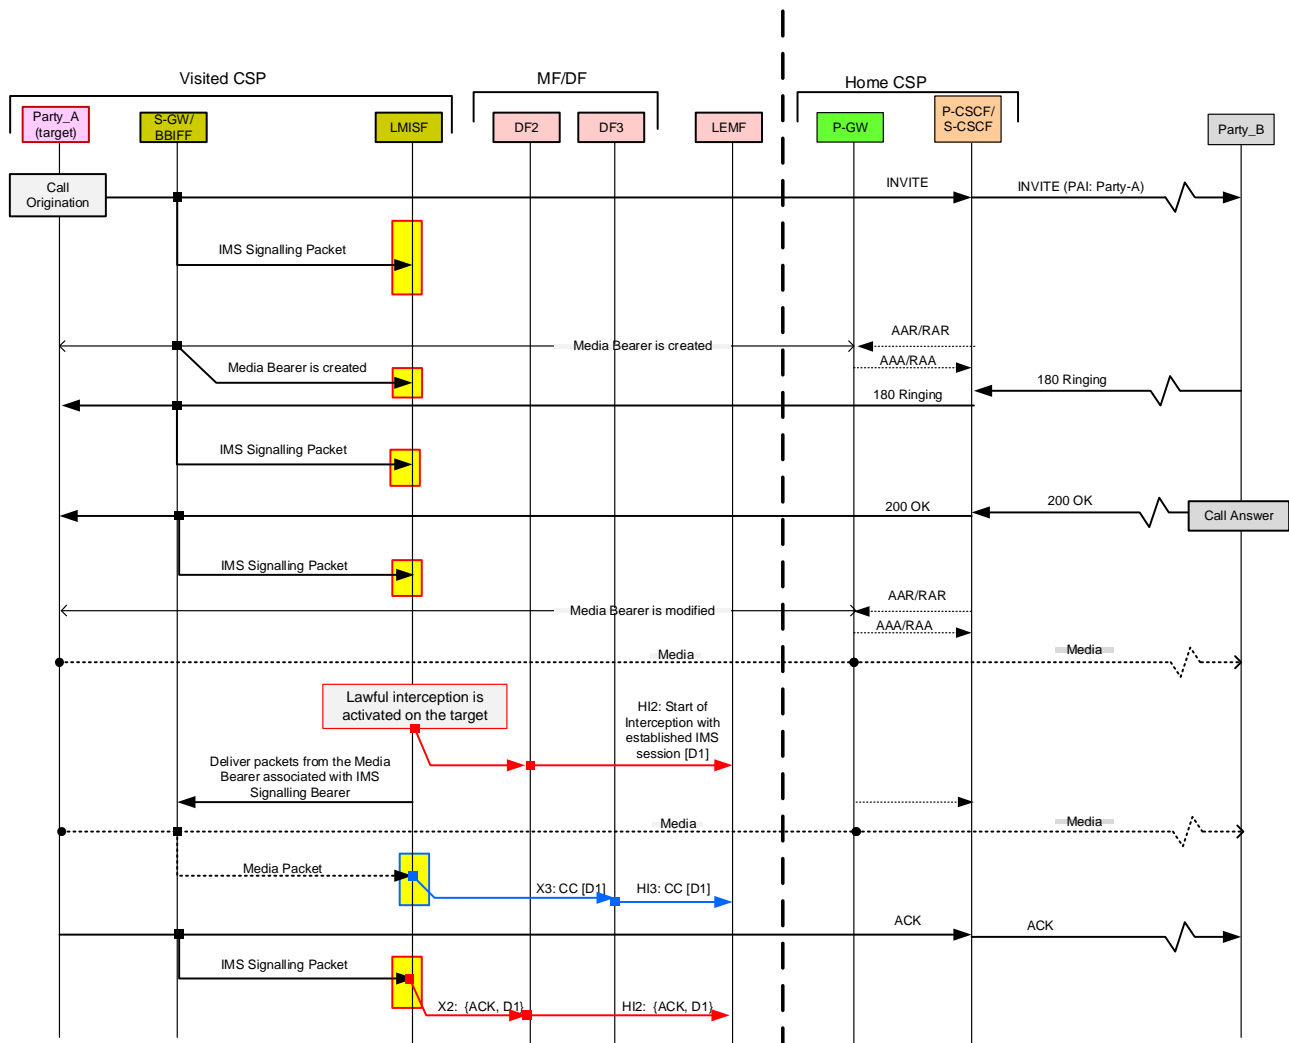 Visited CSP
MF/DF
Home CSP
Party_A
(target)
S-GW/
BBIFF
LMISF
DF2
DF3
LEMF
P-GW
P-CSCF/
S-CSCF
Party_B
Call
Origination
INVITE
INVITE (PAI: Party-A)
IMS Signalling Packet
AAR/RAR
Media Bearer is created
AAA/RAA
Media Bearer is created
180 Ringing
180 Ringing
IMS Signalling Packet
200 OK
200 OK
Call Answer
IMS Signalling Packet
AAR/RAR
Media Bearer is modified
AAA/RAA
Media
Media
Lawful interception is
activated on the target
HI2: Start of
Interception with
established IMS
session [D1]
Deliver packets from the Media
Bearer associated with IMS
Signalling Bearer
Media
Media
Media Packet
X3: CC [D1]
HI3: CC [D1]
ACK
ACK
IMS Signalling Packet
X2: {ACK, D1}
HI2: {ACK, D1}